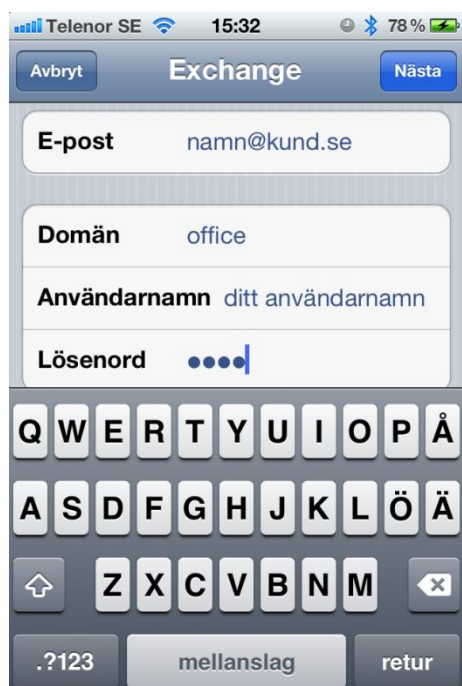 Telenor SE 15:32 78 %
Avbryt Exchange Nästa
E-post namn@kund.se
Domän office
Användarnamn ditt användarnamn
Lösenord ••••
Q W E R T Y U I O P Å
A S D F G H J K L Ö Ä
Z X C V B N M
.?123 mellanslag retur